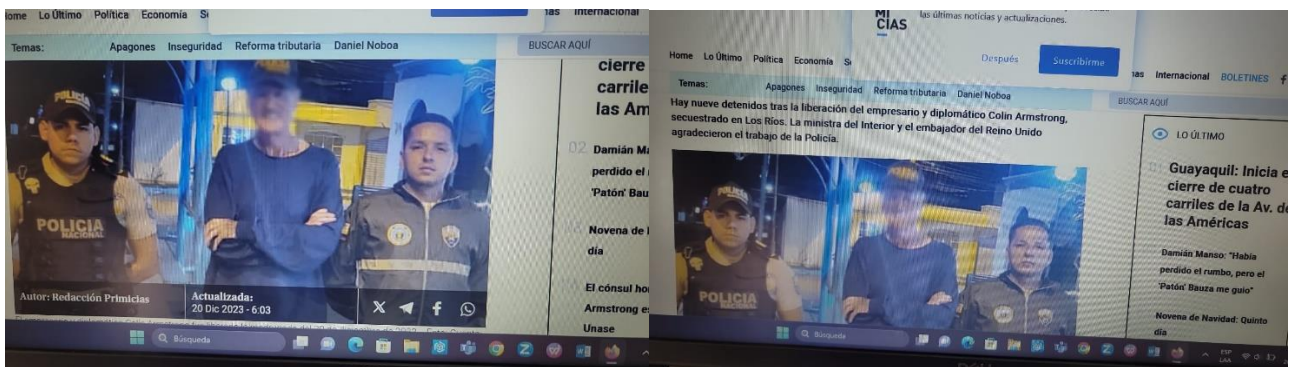 Home Lo Último Política Economía
Internacional
Temas: Apagones Inseguridad Reforma tributaria Daniel Noboa
BUSCAR AQUÍ
cierre
carrile
las Am
02 Damián Ma
perdido el
'Patón' Bauz
Novena de
día
El cónsul ho
Armstrong e
Unase
POLICIA
NACIONAL
Autor: Redacción Primicias
Actualizada:
20 Dic 2023 - 6:03
Búsqueda
MI
CIAS
las últimas noticias y actualizaciones.
Después Suscribirme
Home Lo Último Política Economía
Internacional BOLETINES
Temas: Apagones Inseguridad Reforma tributaria Daniel Noboa
BUSCAR AQUÍ
Hay nueve detenidos tras la liberación del empresario y diplomático Colin Armstrong,
secuestrado en Los Ríos. La ministra del Interior y el embajador del Reino Unido
agradecieron el trabajo de la Policía.
LO ÚLTIMO
Guayaquil: Inicia e
cierre de cuatro
carriles de la Av. de
las Américas
Damián Manso: "Había
perdido el rumbo, pero el
'Patón' Bauza me guio"
Novena de Navidad: Quinto
día
POLICIA
Búsqueda
ESP
LAA